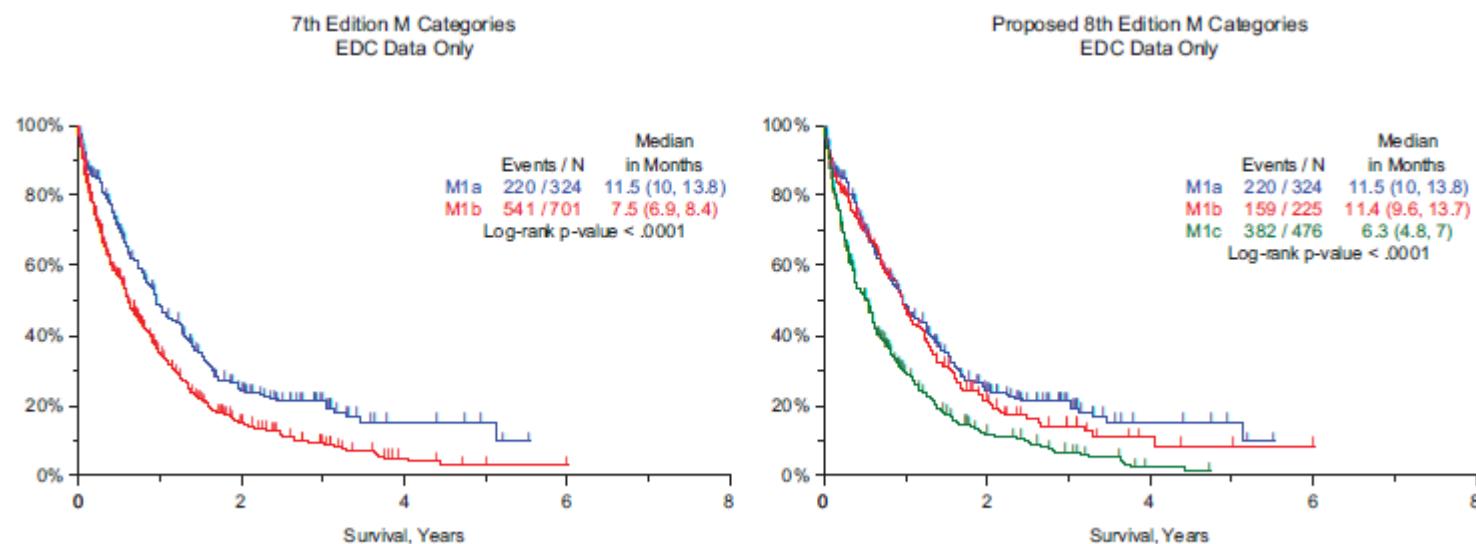 7th Edition M Categories
EDC Data Only
Median
Events / N in Months
M1a 220 / 324 11.5 (10, 13.8)
M1b 541 / 701 7.5 (6.9, 8.4)
Log-rank p-value < .0001
100%
80%
60%
40%
20%
0%
0 2 4 6 8
Survival, Years
Proposed 8th Edition M Categories
EDC Data Only
Median
Events / N in Months
M1a 220 / 324 11.5 (10, 13.8)
M1b 159 / 225 11.4 (9.6, 13.7)
M1c 382 / 476 6.3 (4.8, 7)
Log-rank p-value < .0001
100%
80%
60%
40%
20%
0%
0 2 4 6 8
Survival, Years